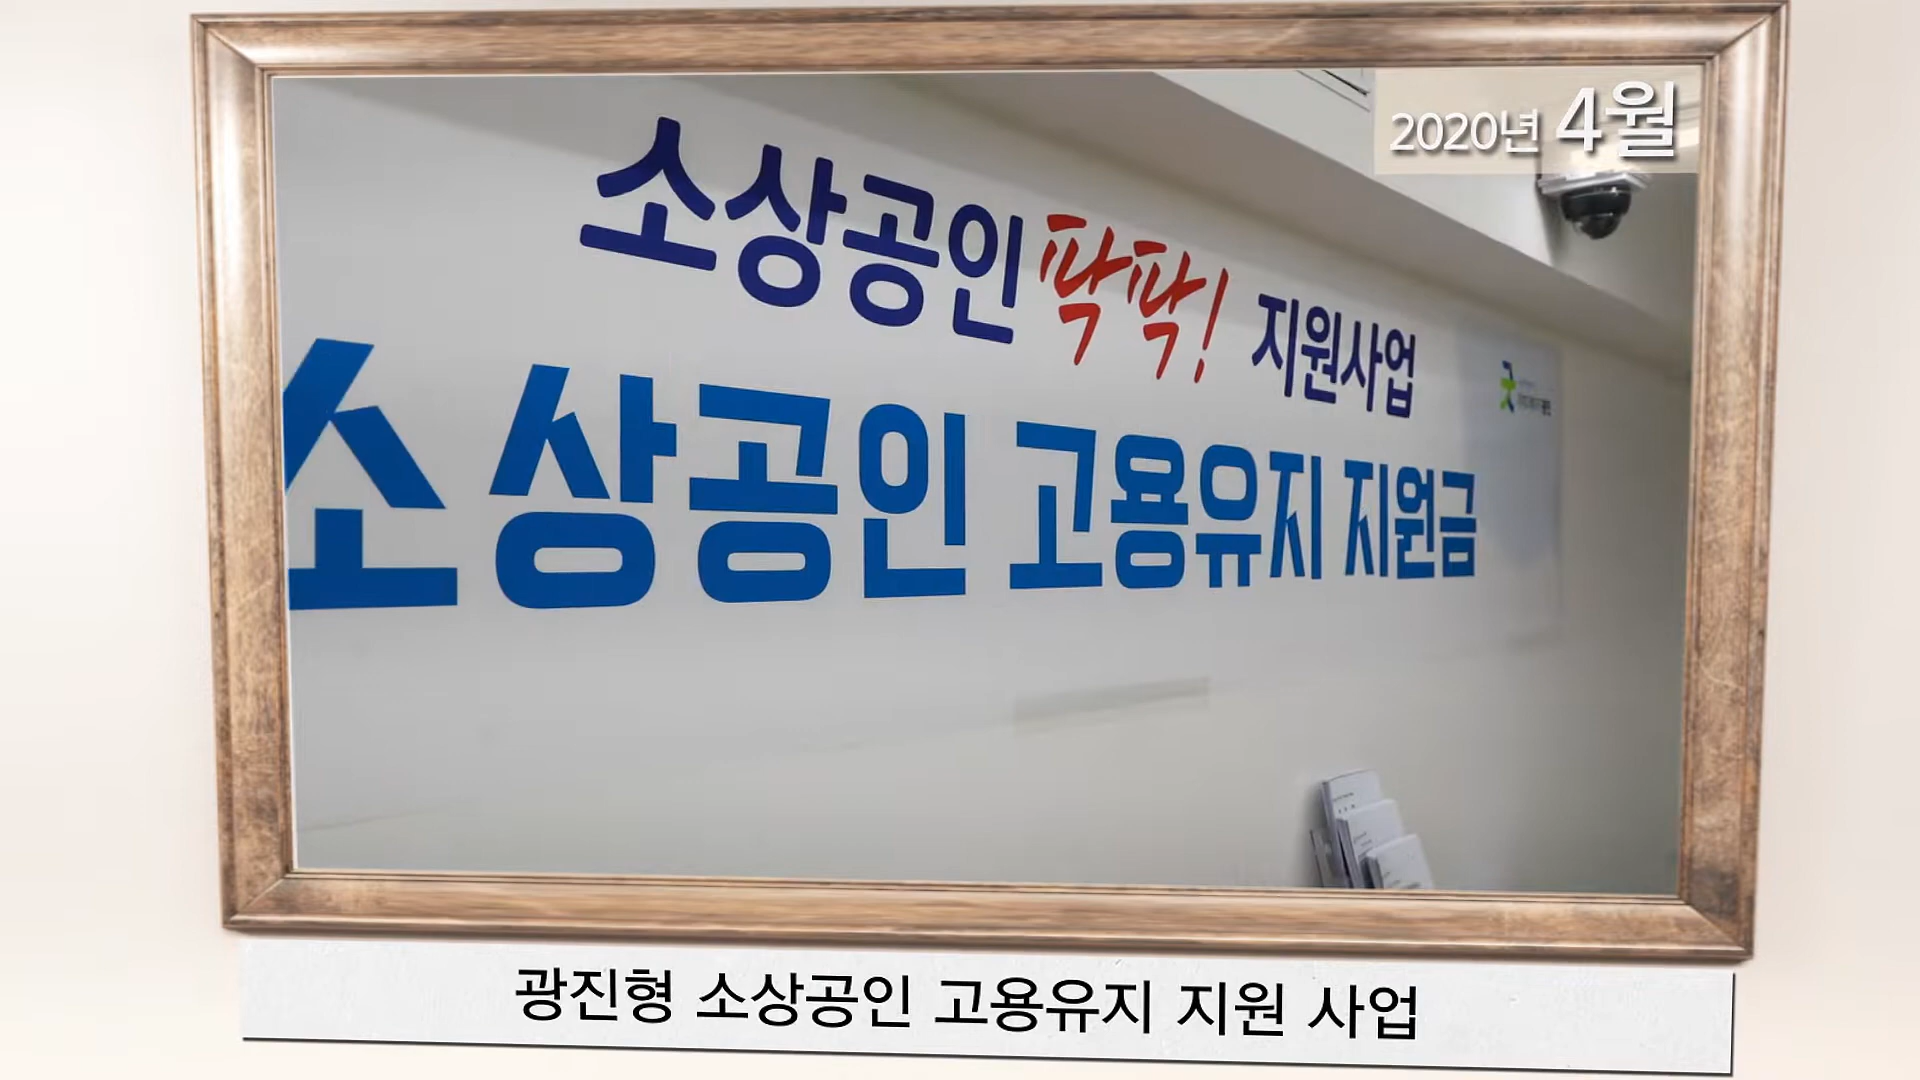 2020년 4월
소상공인 팍팍! 지원사업
소상공인 고용유지 지원금
광진형 소상공인 고용유지 지원 사업